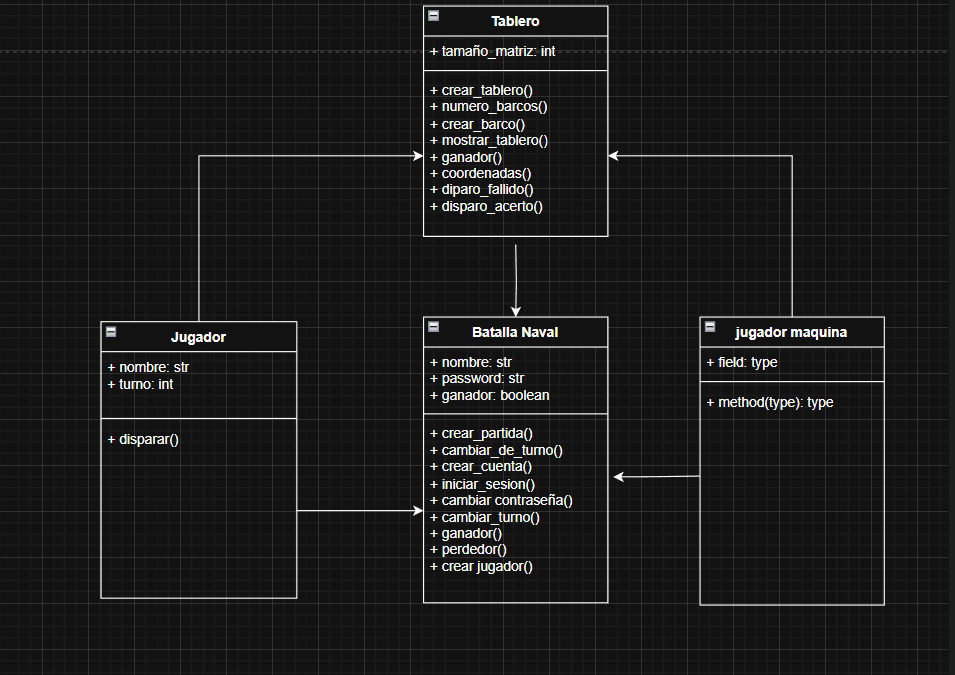 Tablero
+ tamaño_matriz: int
+ crear_tablero()
+ numero_barcos()
+ crear_barco()
+ mostrar_tablero()
+ ganador()
+ coordenadas()
+ diparo_fallido()
+ disparo_acerto()
Jugador
+ nombre: str
+ turno: int
+ disparar()
Batalla Naval
+ nombre: str
+ password: str
+ ganador: boolean
+ crear_partida()
+ cambiar_de_turno()
+ crear_cuenta()
+ iniciar_sesion()
+ cambiar contraseña()
+ cambiar_turno()
+ ganador()
+ perdedor()
+ crear jugador()
jugador maquina
+ field: type
+ method(type): type